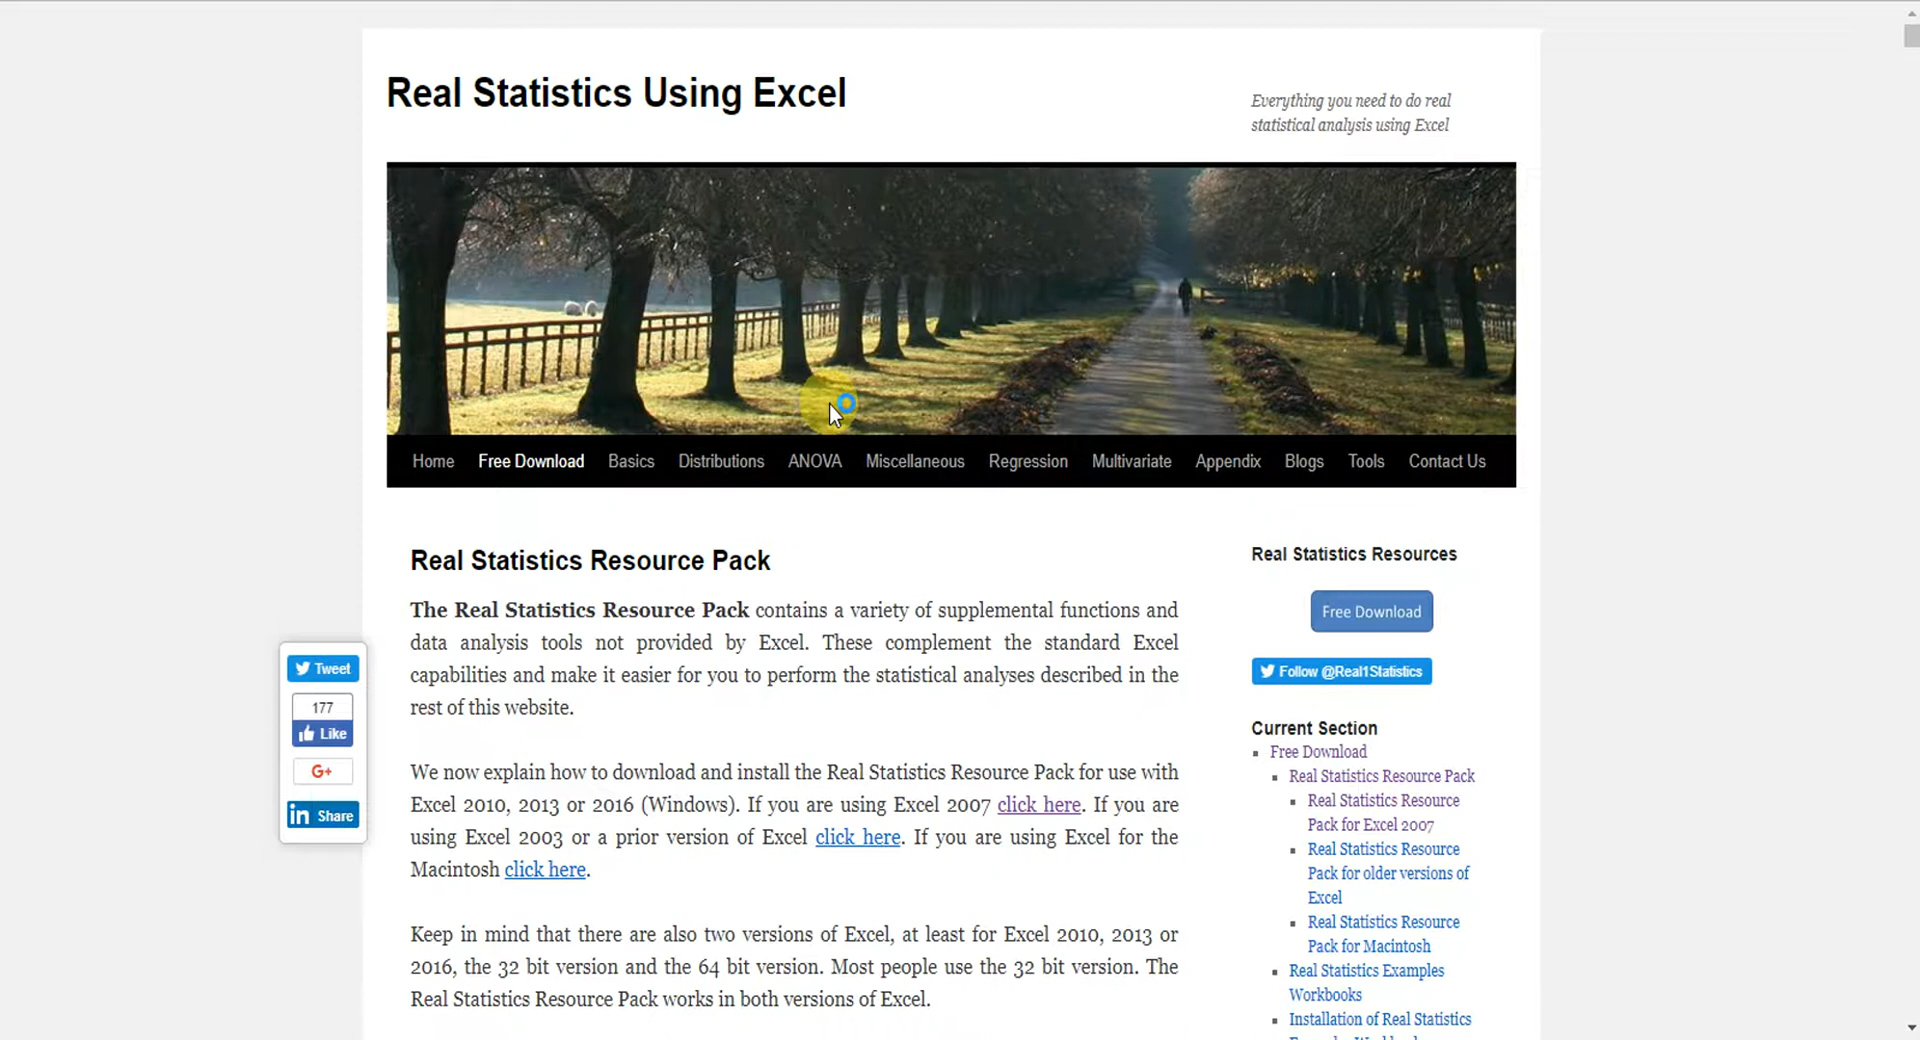 Real Statistics Using Excel
Everything you need to do real
statistical analysis using Excel
Home Free Download Basics Distributions ANOVA Miscellaneous Regression Multivariate Appendix Blogs Tools Contact Us
Real Statistics Resource Pack
The Real Statistics Resource Pack contains a variety of supplemental functions and
data analysis tools not provided by Excel. These complement the standard Excel
capabilities and make it easier for you to perform the statistical analyses described in the
rest of this website.
We now explain how to download and install the Real Statistics Resource Pack for use with
Excel 2010, 2013 or 2016 (Windows). If you are using Excel 2007 click here. If you are
using Excel 2003 or a prior version of Excel click here. If you are using Excel for the
Macintosh click here.
Keep in mind that there are also two versions of Excel, at least for Excel 2010, 2013 or
2016, the 32 bit version and the 64 bit version. Most people use the 32 bit version. The
Real Statistics Resource Pack works in both versions of Excel.
Tweet
177
Like
G+
in Share
Real Statistics Resources
Free Download
Follow @Real1Statistics
Current Section
Free Download
Real Statistics Resource Pack
Real Statistics Resource
Pack for Excel 2007
Real Statistics Resource
Pack for older versions of
Excel
Real Statistics Resource
Pack for Macintosh
Real Statistics Examples
Workbooks
Installation of Real Statistics